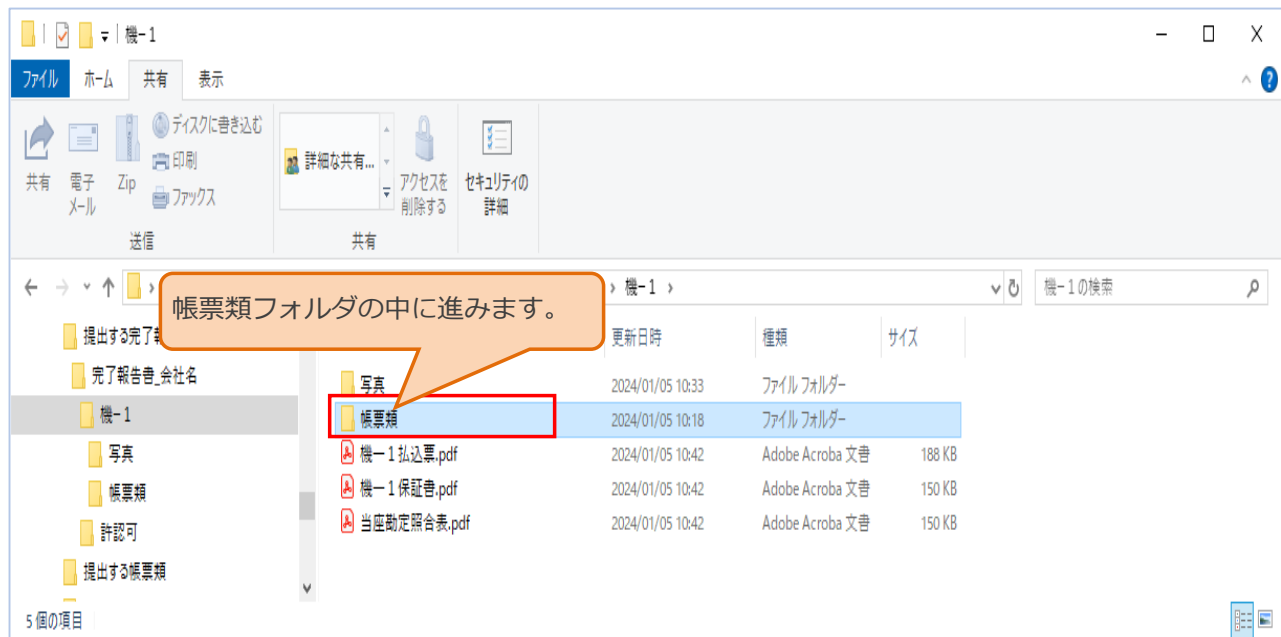 機-1
ファイル ホーム 共有 表示
共有
電子
メール
Zip
ディスクに書き込む
印刷
ファックス
送信
詳細な共有...
アクセスを
削除する
共有
セキュリティの
詳細
機-1
機-1の検索
帳票類フォルダの中に進みます。
更新日時 種類 サイズ
提出する完了
完了報告書_会社名
機-1
写真
帳票類
許認可
提出する帳票類
写真 2024/01/05 10:33 ファイル フォルダー
帳票類 2024/01/05 10:18 ファイル フォルダー
機ー1払込票.pdf 2024/01/05 10:42 Adobe Acroba 文書 188 KB
機ー1保証書.pdf 2024/01/05 10:42 Adobe Acroba 文書 150 KB
当座勘定照合表.pdf 2024/01/05 10:42 Adobe Acroba 文書 150 KB
5 個の項目